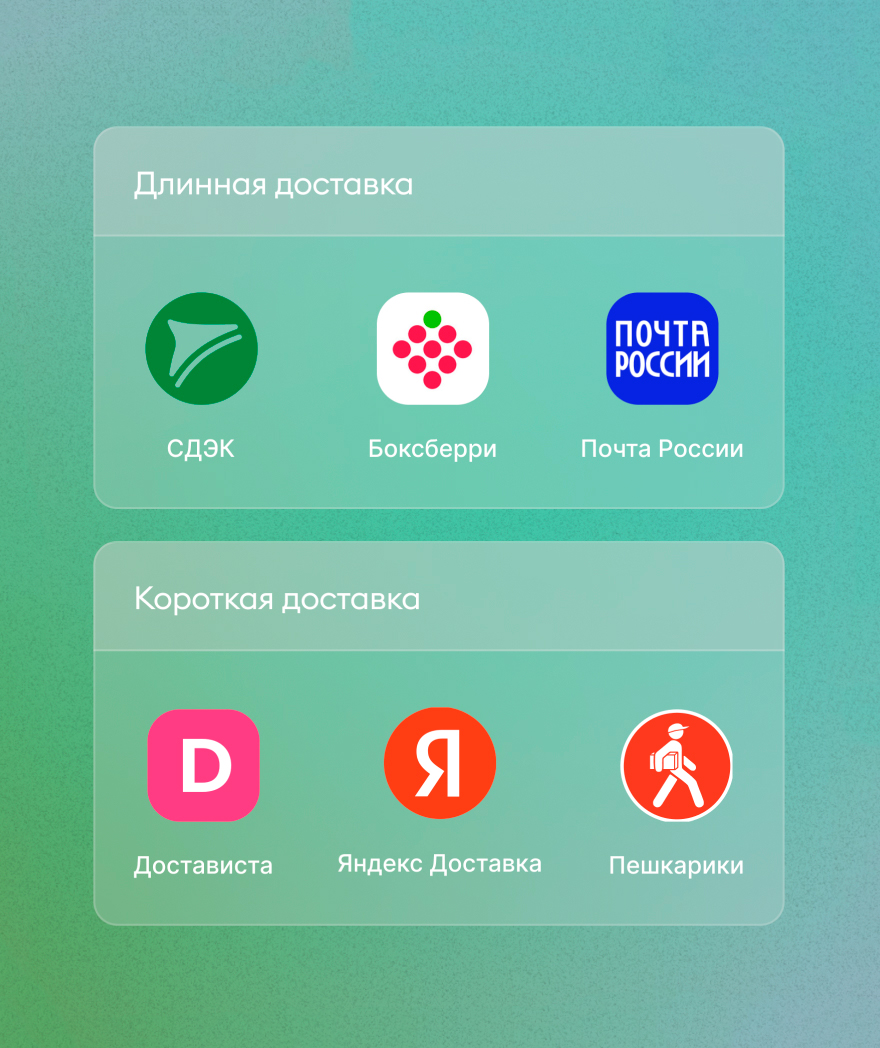 Длинная доставка
ПОЧТА
РОССИИ
СДЭК
Боксберри
Почта России
Короткая доставка
D
Я
Достависта
Яндекс Доставка
Пешкарики